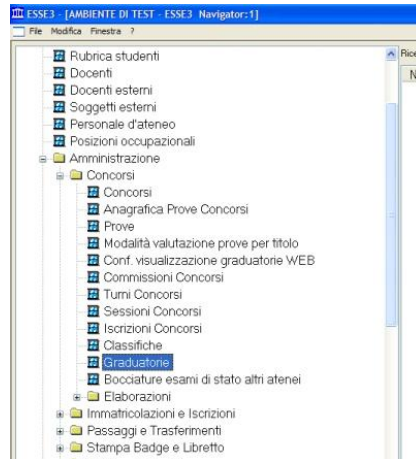 ESSE3 - [AMBIENTE DI TEST - ESSE3 Navigator:1]
File Modifica Finestra ?
Rubrica studenti
Rice
Docenti
N
Docenti esterni
Soggetti esterni
Personale d'ateneo
Posizioni occupazionali
Amministrazione
Concorsi
Concorsi
Anagrafica Prove Concorsi
Prove
Modalità valutazione prove per titolo
Conf. visualizzazione graduatorie WEB
Commissioni Concorsi
Turni Concorsi
Sessioni Concorsi
Iscrizioni Concorsi
Classifiche
Graduatorie
Bocciature esami di stato altri atenei
Elaborazioni
Immatricolazioni e Iscrizioni
Passaggi e Trasferimenti
Stampa Badge e Libretto